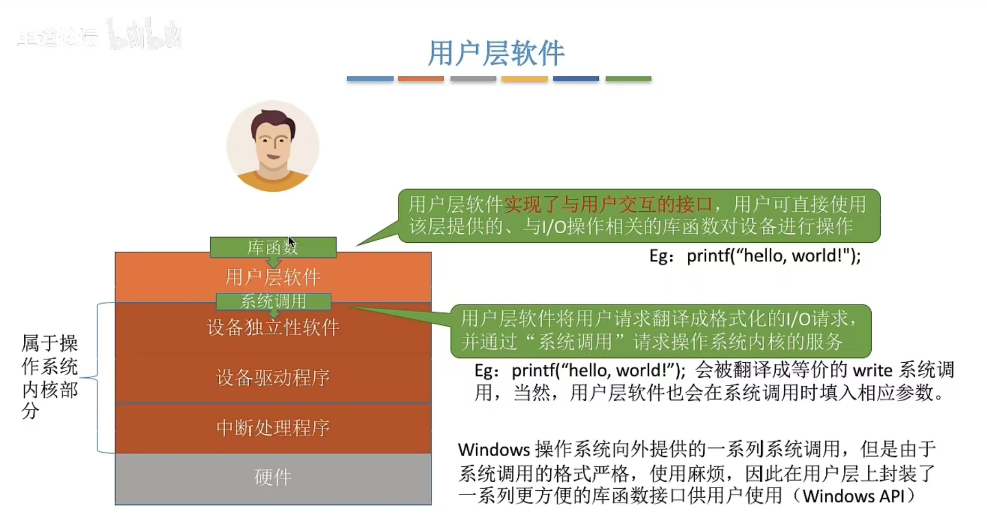 用户层软件
用户层软件实现了与用户交互的接口，用户可直接使用
该层提供的、与I/O操作相关的库函数对设备进行操作
Eg：printf(“hello, world!");
库函数
用户层软件
系统调用
设备独立性软件
设备驱动程序
中断处理程序
硬件
属于操
作系统
内核部
分
用户层软件将用户请求翻译成格式化的I/O请求，
并通过“系统调用”请求操作系统内核的服务
Eg：printf(“hello, world!”); 会被翻译成等价的 write 系统调
用，当然，用户层软件也会在系统调用时填入相应参数。
Windows 操作系统向外提供的一系列系统调用，但是由于
系统调用的格式严格，使用麻烦，因此在用户层上封装了
一系列更方便的库函数接口供用户使用（Windows API）